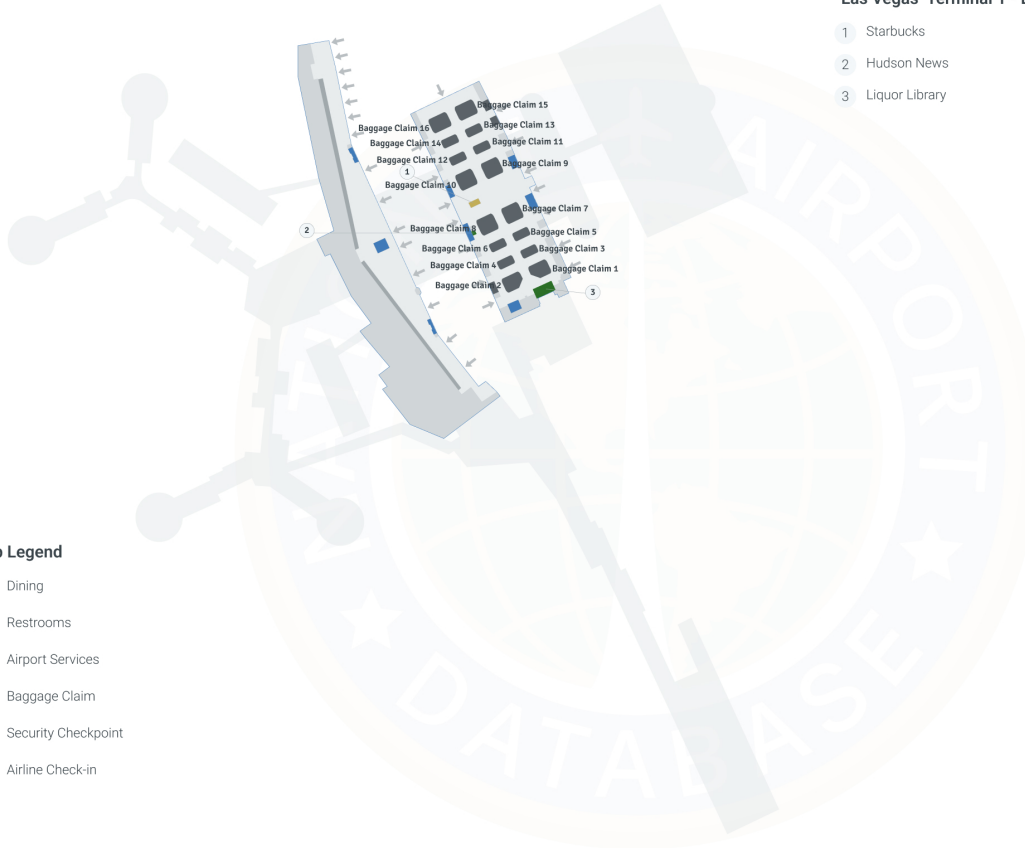 Las Vegas Terminal 1
1 Starbucks
2 Hudson News
3 Liquor Library
Baggage Claim 15
Baggage Claim 16
Baggage Claim 13
Baggage Claim 14
Baggage Claim 11
Baggage Claim 12
Baggage Claim 9
1
Baggage Claim 10
Baggage Claim 7
2
Baggage Claim 8
Baggage Claim 5
Baggage Claim 6
Baggage Claim 3
Baggage Claim 4
Baggage Claim 1
Baggage Claim 2
3
Legend
Dining
Restrooms
Airport Services
Baggage Claim
Security Checkpoint
Airline Check-in
AIRPORT
DATABASE